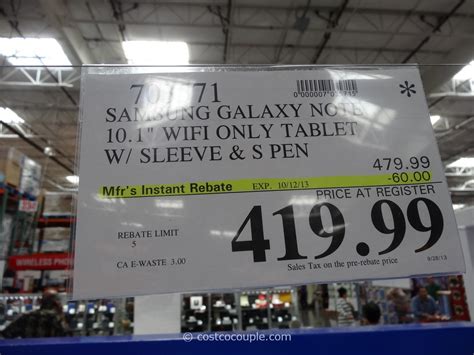 SAMSUNG GALAXY NOTE
10.1" WIFI ONLY TABLET
W/ SLEEVE & S PEN
479.99
Mfr's Instant Rebate EXP. 10/12/13 -60.00
PRICE AT REGISTER
REBATE LIMIT
5
419.99
CA E-WASTE 3.00
Sales Tax on the pre-rebate price
9/28/13
*
WIRELESS
costcocouple.com